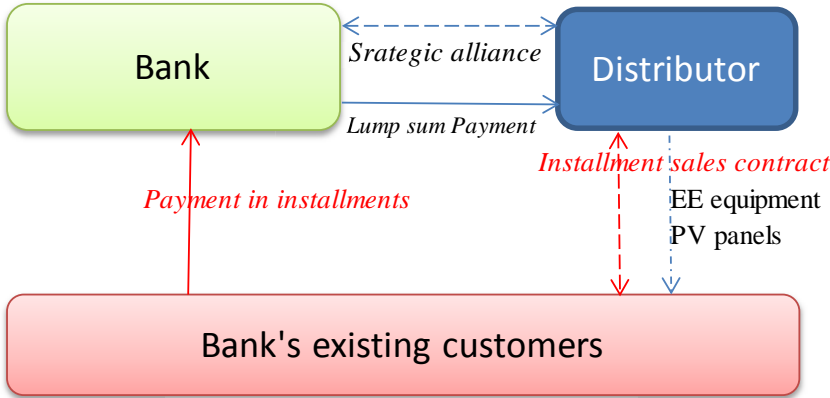 Bank
Srategic alliance
Distributor
Lump sum Payment
Installment sales contract
Payment in installments
EE equipment
PV panels
Bank's existing customers